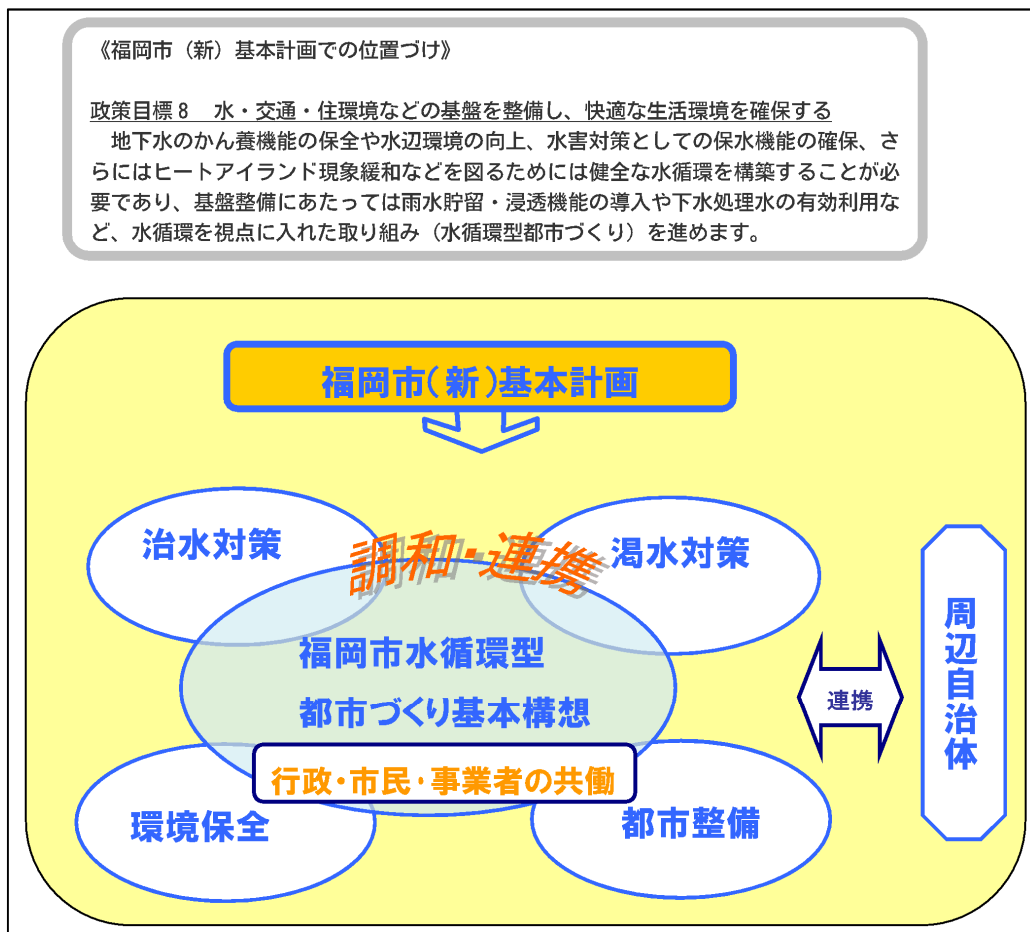 《福岡市（新）基本計画での位置づけ》
政策目標８　水・交通・住環境などの基盤を整備し、快適な生活環境を確保する
　地下水のかん養機能の保全や水辺環境の向上、水害対策としての保水機能の確保、さ
らにはヒートアイランド現象緩和などを図るためには健全な水循環を構築することが必
要であり、基盤整備にあたっては雨水貯留・浸透機能の導入や下水処理水の有効利用な
ど、水循環を視点に入れた取り組み（水循環型都市づくり）を進めます。
福岡市（新）基本計画
治水対策
調和・連携
渇水対策
福岡市水循環型
都市づくり基本構想
行政・市民・事業者の共働
環境保全
都市整備
連携
周辺自治体